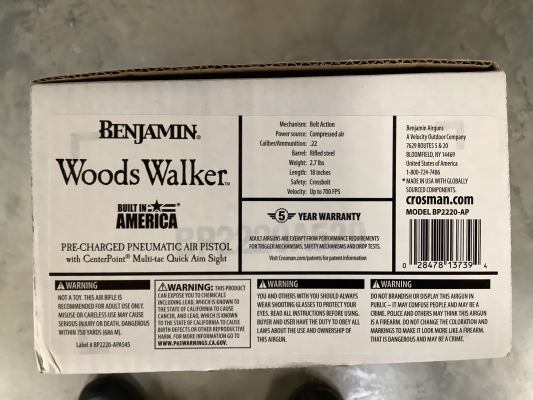 BENJAMIN®
Woods Walker™
BUILT IN AMERICA
PRE-CHARGED PNEUMATIC AIR PISTOL
with CenterPoint® Multi-tac Quick Aim Sight
Mechanism: Bolt Action
Power source: Compressed air
Caliber/Ammunition: .22
Barrel: Rifled steel
Weight: 2.7 lbs
Length: 18 inches
Safety: Crossbolt
Velocity: Up to 700 FPS
5 YEAR WARRANTY
ADULT AIRGUNS ARE EXEMPT FROM PERFORMANCE REQUIREMENTS
FOR TRIGGER MECHANISMS, SAFETY MECHANISMS AND DROP TESTS.
Visit Crosman.com/patents for patent information
Benjamin Airguns
A Velocity Outdoor Company
7629 ROUTES 5 & 20
BLOOMFIELD, NY 14469
United States of America
1-800-724-7486
* MADE IN USA WITH GLOBALLY
SOURCED COMPONENTS.
crosman.com
MODEL BP2220-AP
0 28478 13739 4
WARNING
NOT A TOY. THIS AIR RIFLE IS
RECOMMENDED FOR ADULT USE ONLY.
MISUSE OR CARELESS USE MAY CAUSE
SERIOUS INJURY OR DEATH. DANGEROUS
WITHIN 750 YARDS (686 M).
Label # BP2220-APA545
WARNING: THIS PRODUCT
CAN EXPOSE YOU TO CHEMICALS
INCLUDING LEAD, WHICH IS KNOWN TO
THE STATE OF CALIFORNIA TO CAUSE
CANCER, AND LEAD, WHICH IS KNOWN
TO THE STATE OF CALIFORNIA TO CAUSE
BIRTH DEFECTS OR OTHER REPRODUCTIVE
HARM. FOR MORE INFORMATION GO TO
WWW.P65WARNINGS.CA.GOV.
WARNING
YOU AND OTHERS WITH YOU SHOULD ALWAYS
WEAR SHOOTING GLASSES TO PROTECT YOUR
EYES. READ ALL INSTRUCTIONS BEFORE USING.
BUYER AND USER HAVE THE DUTY TO OBEY ALL
LAWS ABOUT THE USE AND OWNERSHIP OF
THIS AIRGUN.
WARNING
DO NOT BRANDISH OR DISPLAY THIS AIRGUN IN
PUBLIC – IT MAY CONFUSE PEOPLE AND MAY BE A
CRIME. POLICE AND OTHERS MAY THINK THIS AIRGUN
IS A FIREARM. DO NOT CHANGE THE COLORATION AND
MARKINGS TO MAKE IT LOOK MORE LIKE A FIREARM.
THAT IS DANGEROUS AND MAY BE A CRIME.